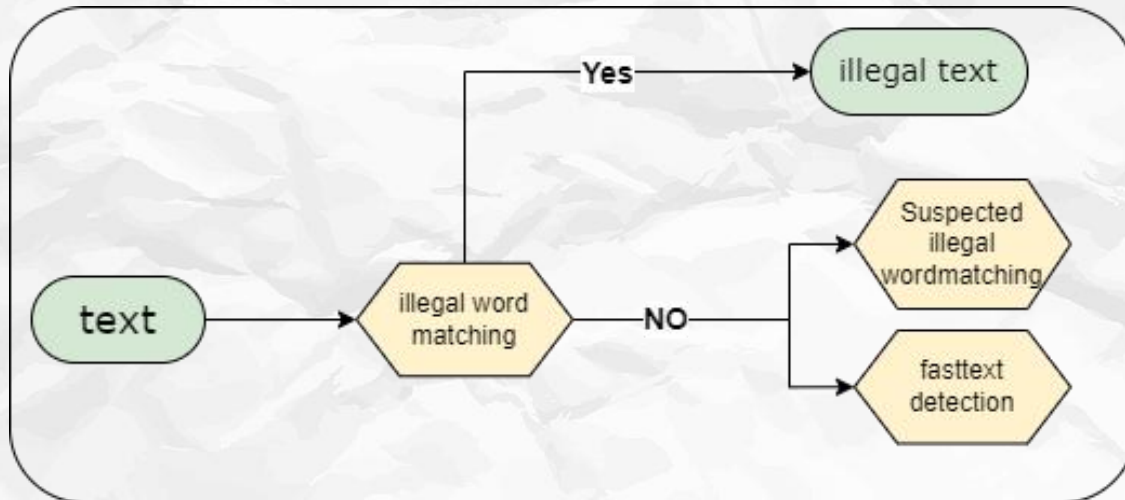 Yes
illegal text
Suspected
illegal
wordmatching
text
illegal word
matching
NO
fasttext
detection